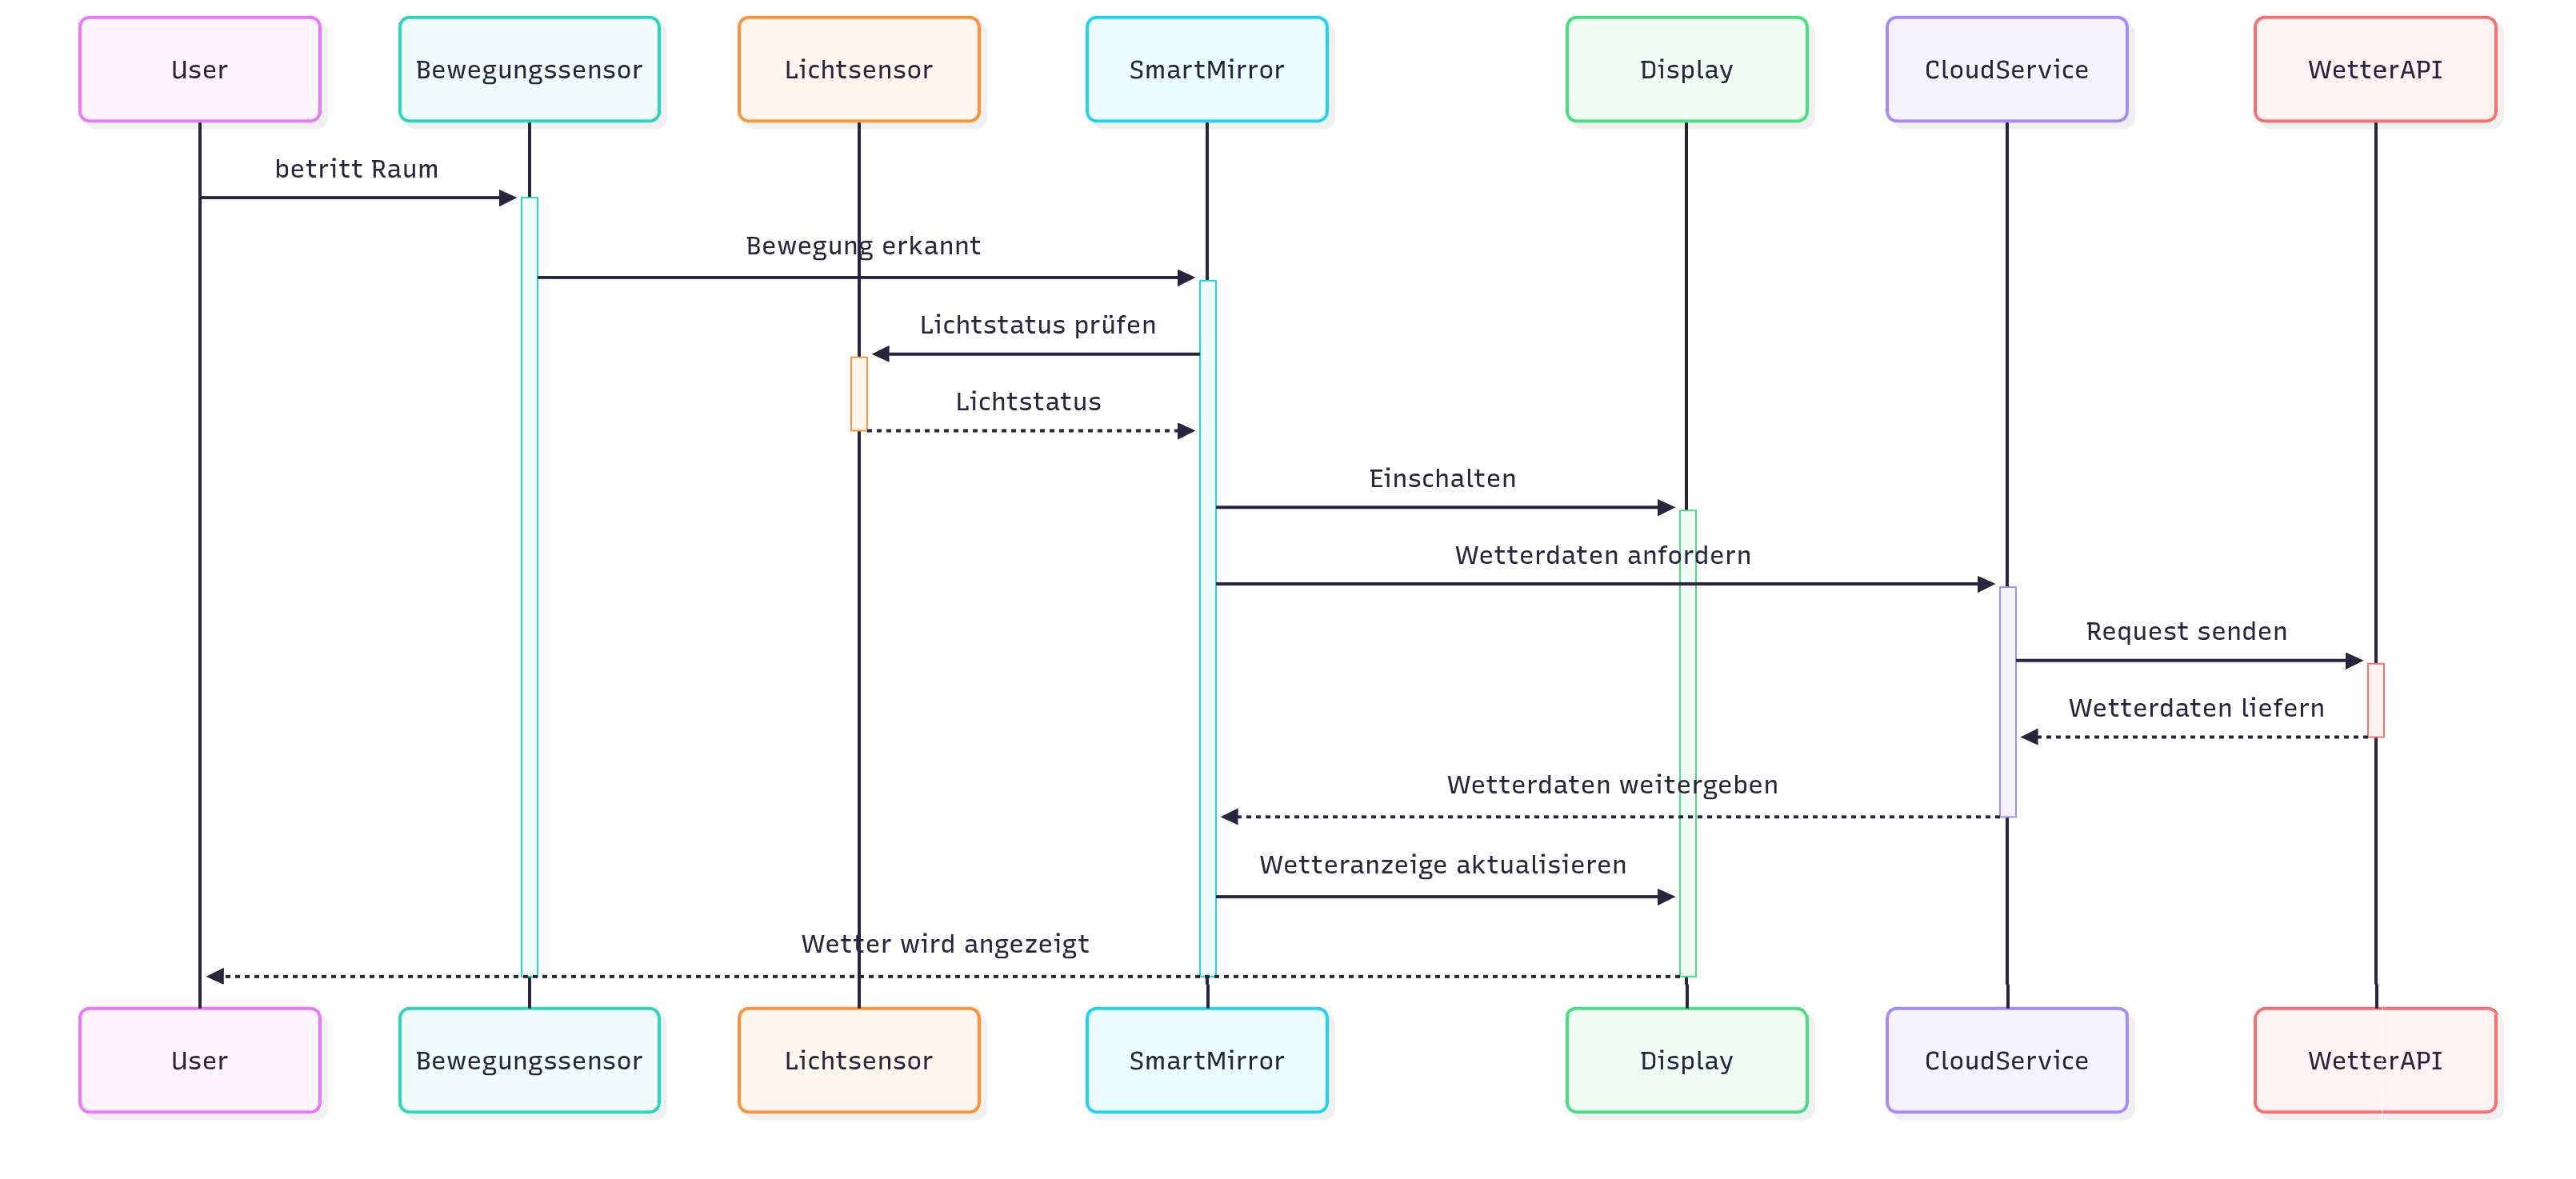 User
Bewegungssensor
Lichtsensor
SmartMirror
Display
CloudService
WetterAPI
betritt Raum
Bewegung erkannt
Lichtstatus prüfen
Lichtstatus
Einschalten
Wetterdaten anfordern
Request senden
Wetterdaten liefern
Wetterdaten weitergeben
Wetteranzeige aktualisieren
Wetter wird angezeigt
User
Bewegungssensor
Lichtsensor
SmartMirror
Display
CloudService
WetterAPI